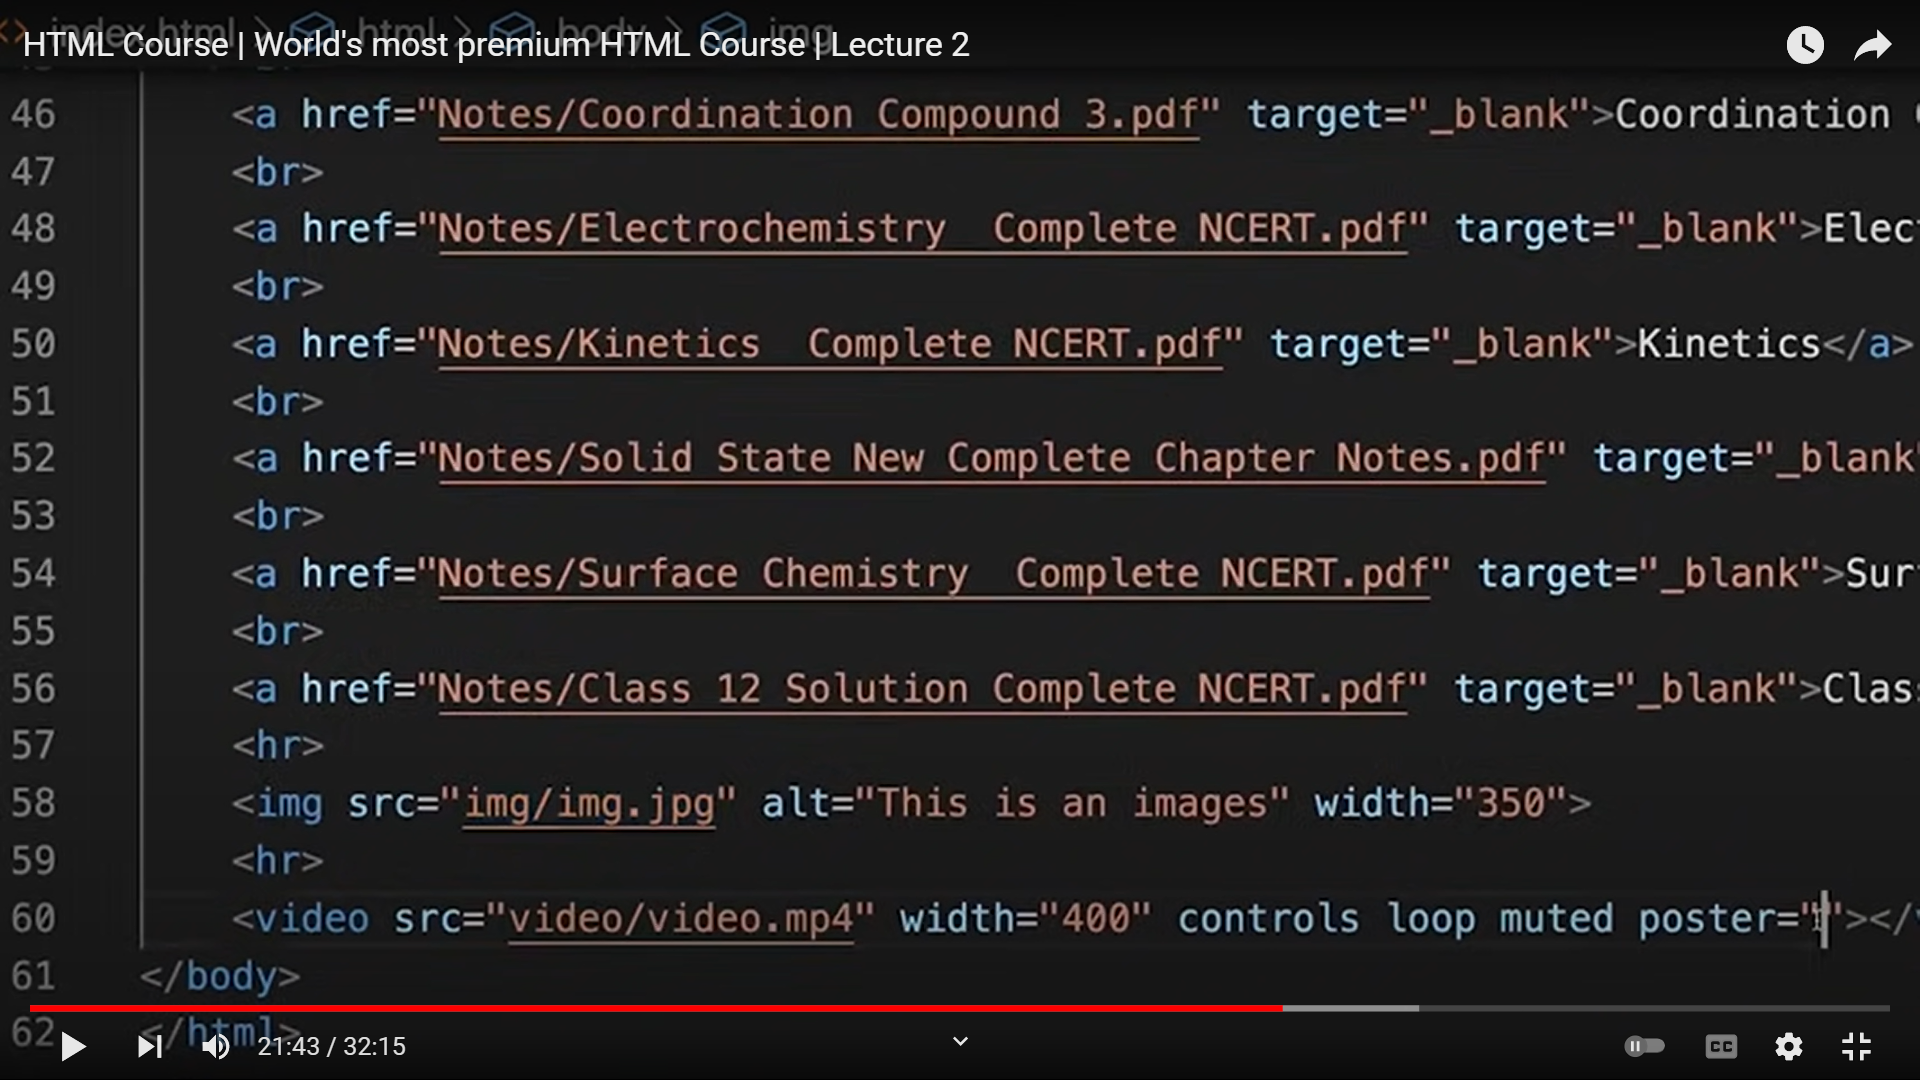 index.html > html > body > img
HTML Course | World's most premium HTML Course | Lecture 2
46 <a href="Notes/Coordination Compound 3.pdf" target="_blank">Coordination
47 <br>
48 <a href="Notes/Electrochemistry  Complete NCERT.pdf" target="_blank">Elec
49 <br>
50 <a href="Notes/Kinetics  Complete NCERT.pdf" target="_blank">Kinetics</a>
51 <br>
52 <a href="Notes/Solid State New Complete Chapter Notes.pdf" target="_blank"
53 <br>
54 <a href="Notes/Surface Chemistry  Complete NCERT.pdf" target="_blank">Sur
55 <br>
56 <a href="Notes/Class 12 Solution Complete NCERT.pdf" target="_blank">Clas
57 <hr>
58 <img src="img/img.jpg" alt="This is an images" width="350">
59 <hr>
60 <video src="video/video.mp4" width="400" controls loop muted poster=""></
61 </body>
62 </html>
21:43 / 32:15
CC